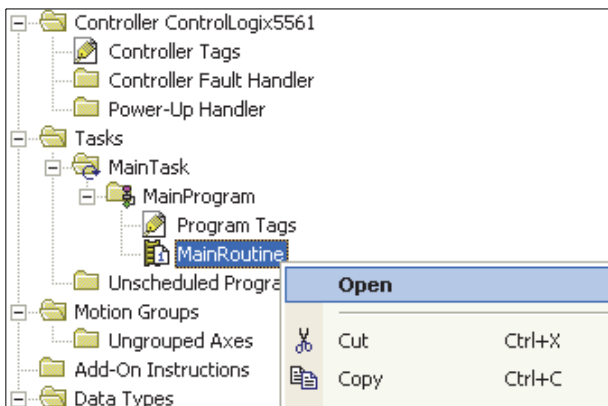 Controller ControlLogix5561
Controller Tags
Controller Fault Handler
Power-Up Handler
Tasks
MainTask
MainProgram
Program Tags
MainRoutine
Unscheduled Progra
Open
Motion Groups
Ungrouped Axes
Cut Ctrl+X
Add-On Instructions
Copy Ctrl+C
Data Types